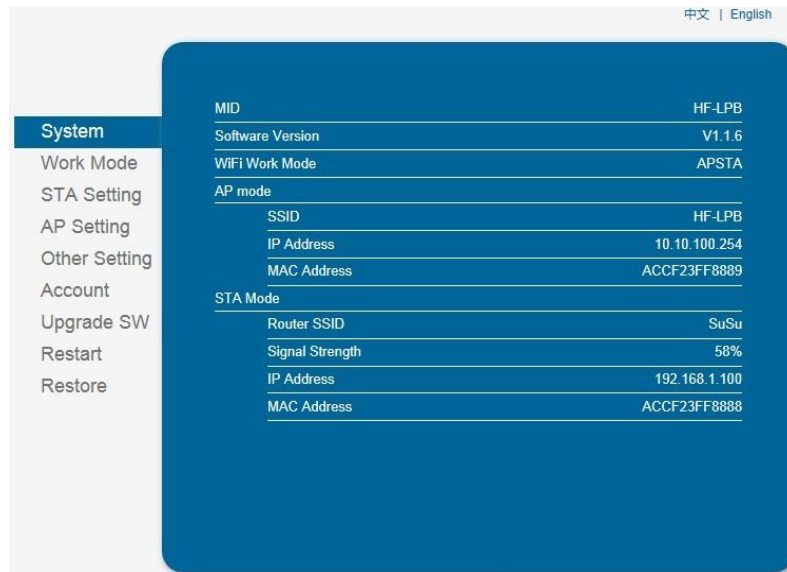 中文 | English
System
Work Mode
STA Setting
AP Setting
Other Setting
Account
Upgrade SW
Restart
Restore
MID HF-LPB
Software Version V1.1.6
WiFi Work Mode APSTA
AP mode
SSID HF-LPB
IP Address 10.10.100.254
MAC Address ACCF23FF8889
STA Mode
Router SSID SuSu
Signal Strength 58%
IP Address 192.168.1.100
MAC Address ACCF23FF8888